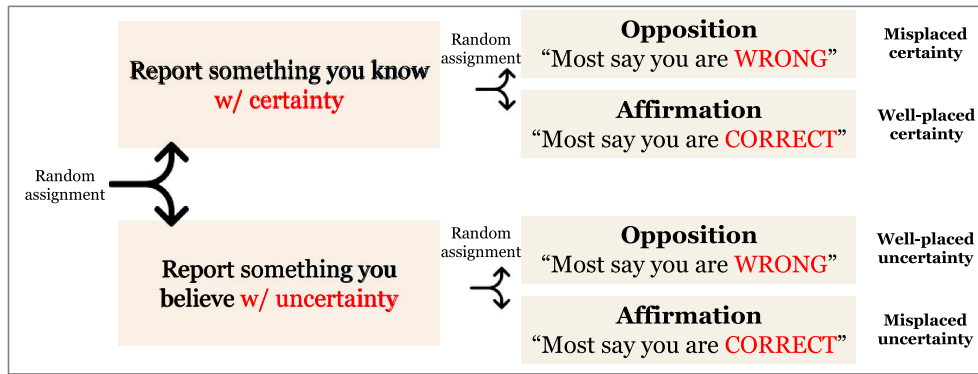 Report something you know
w/ certainty
Random
assignment
Opposition
“Most say you are WRONG”
Misplaced
certainty
Affirmation
“Most say you are CORRECT”
Well-placed
certainty
Random
assignment
Report something you
believe w/ uncertainty
Random
assignment
Opposition
“Most say you are WRONG”
Well-placed
uncertainty
Affirmation
“Most say you are CORRECT”
Misplaced
uncertainty